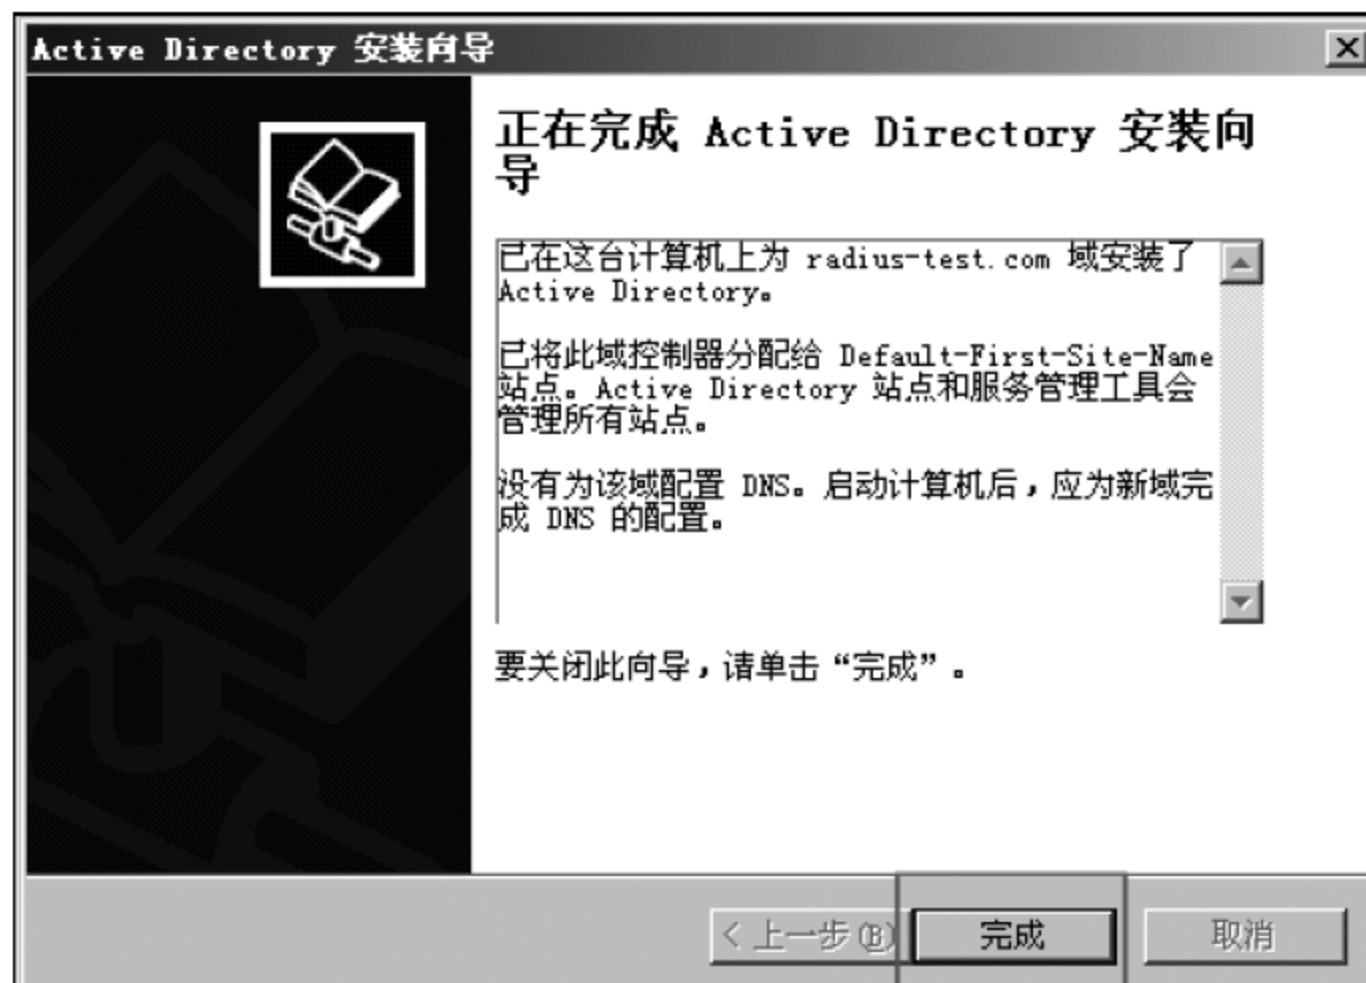 Active Directory 安装向导
正在完成 Active Directory 安装向
导
已在这台计算机上为 radius-test.com 域安装了
Active Directory。
已将此域控制器分配给 Default-First-Site-Name
站点。Active Directory 站点和服务管理工具会
管理所有站点。
没有为该域配置 DNS。启动计算机后，应为新域完
成 DNS 的配置。
要关闭此向导，请单击“完成”。
< 上一步(B)
完成
取消